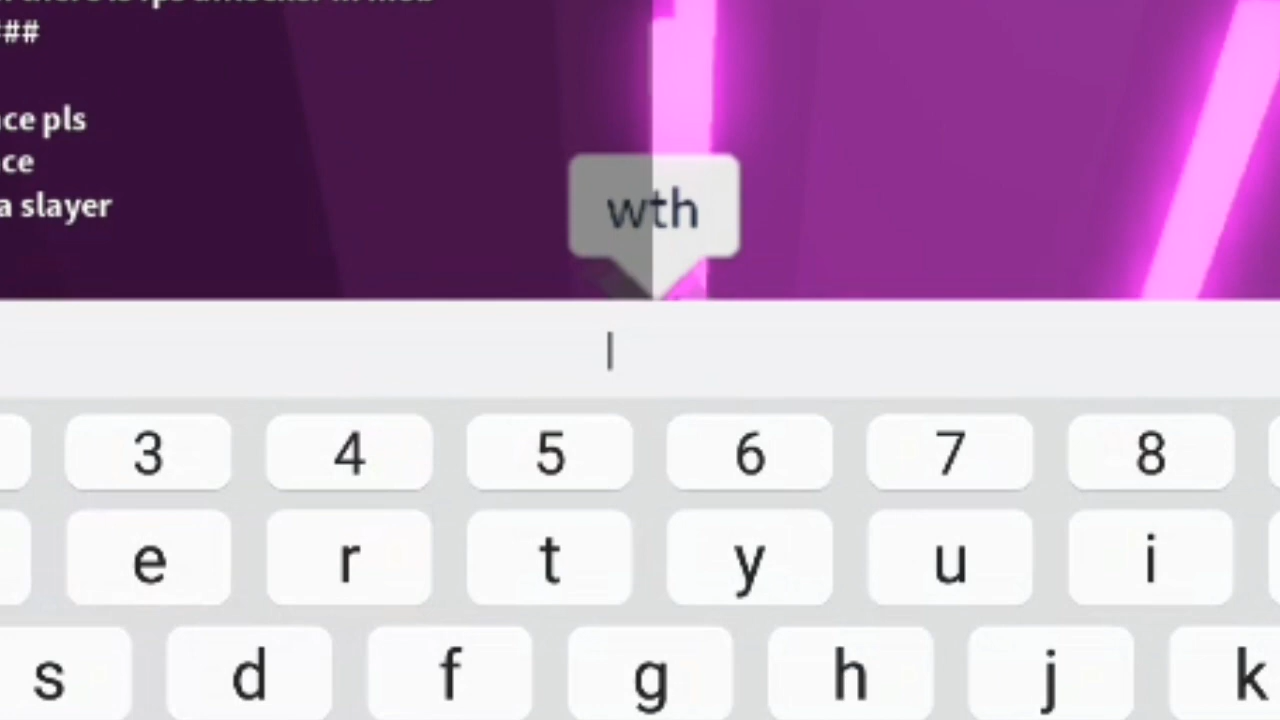 ##
ce pls
ce
a slayer
wth
3 4 5 6 7 8
e r t y u i
s d f g h j k